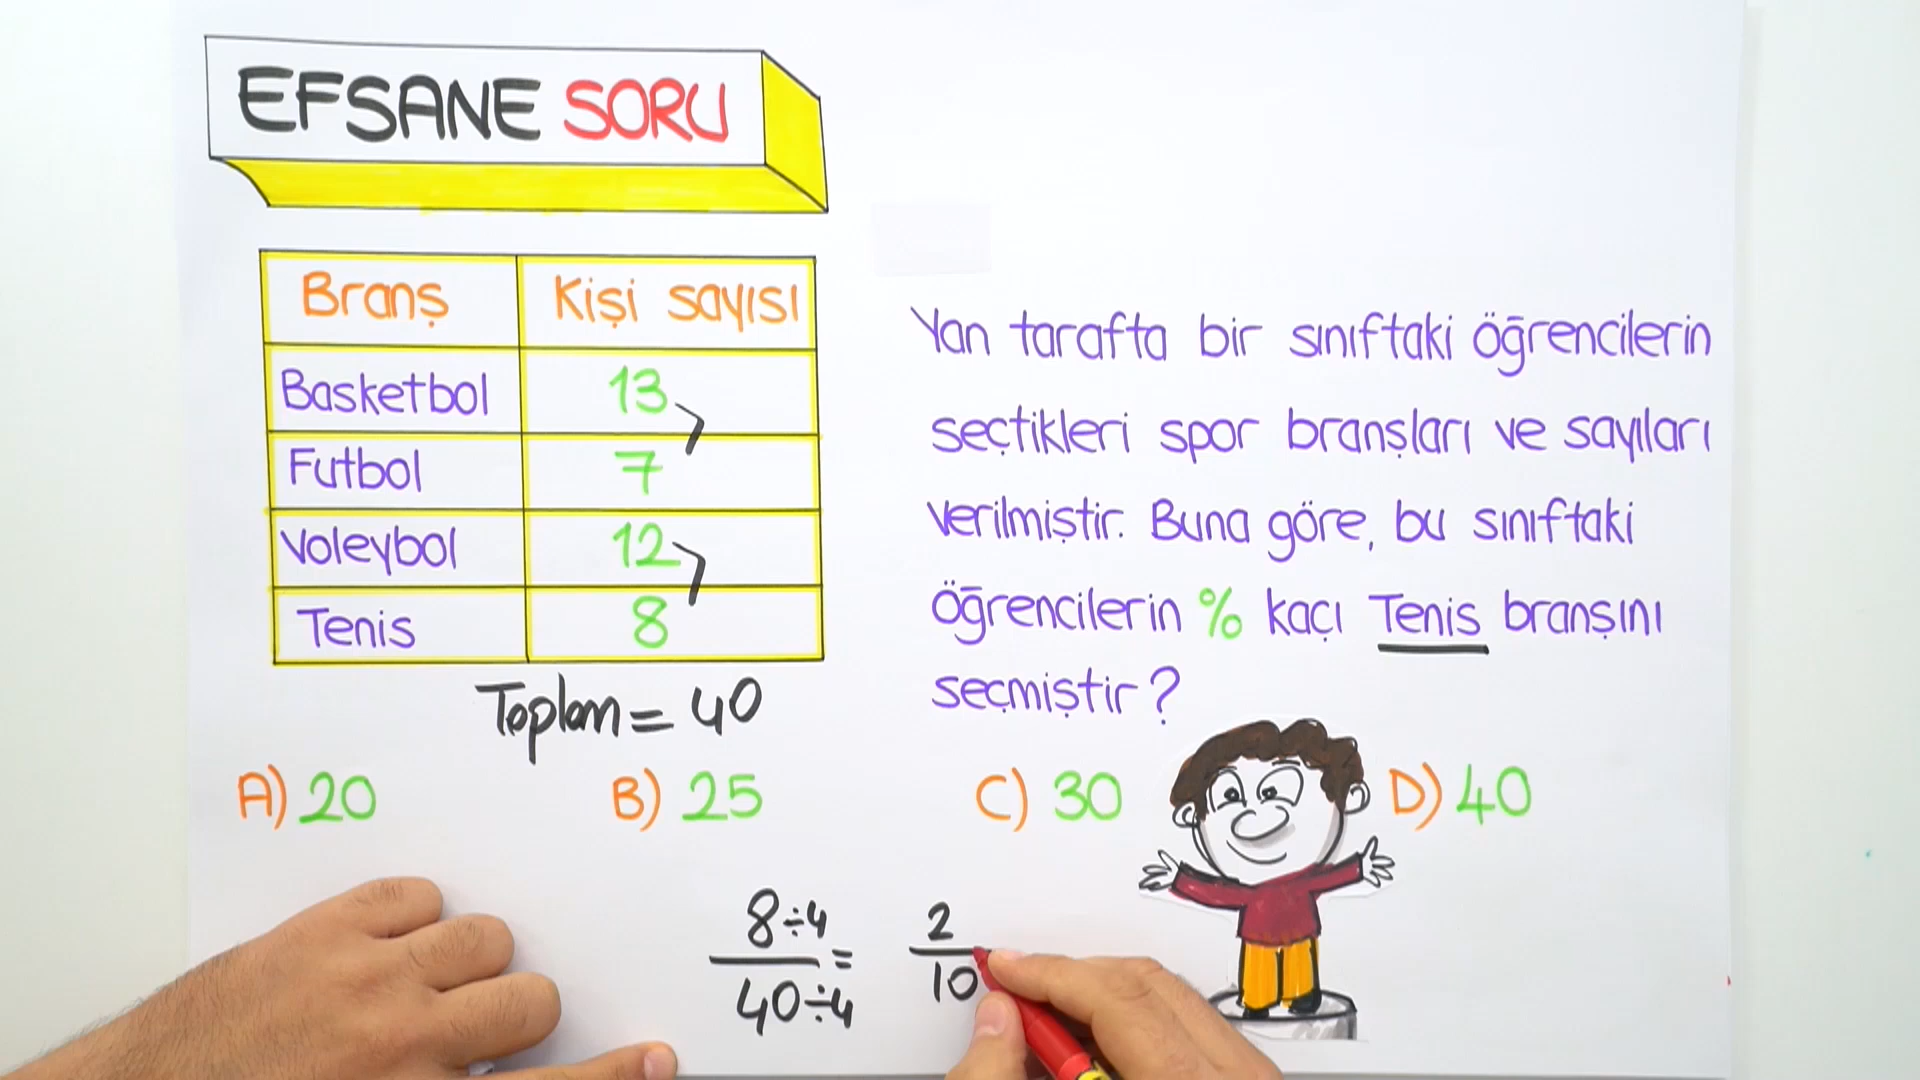 EFSANE SORU
Branş Kişi sayısı
Basketbol 13
Futbol 7
Voleybol 12
Tenis 8
Toplam = 40
Yan tarafta bir sınıftaki öğrencilerin
seçtikleri spor branşları ve sayıları
verilmiştir. Buna göre, bu sınıftaki
öğrencilerin % kaçı Tenis branşını
seçmiştir?
A) 20 B) 25 C) 30 D) 40
8÷4 2
=
40÷4 10